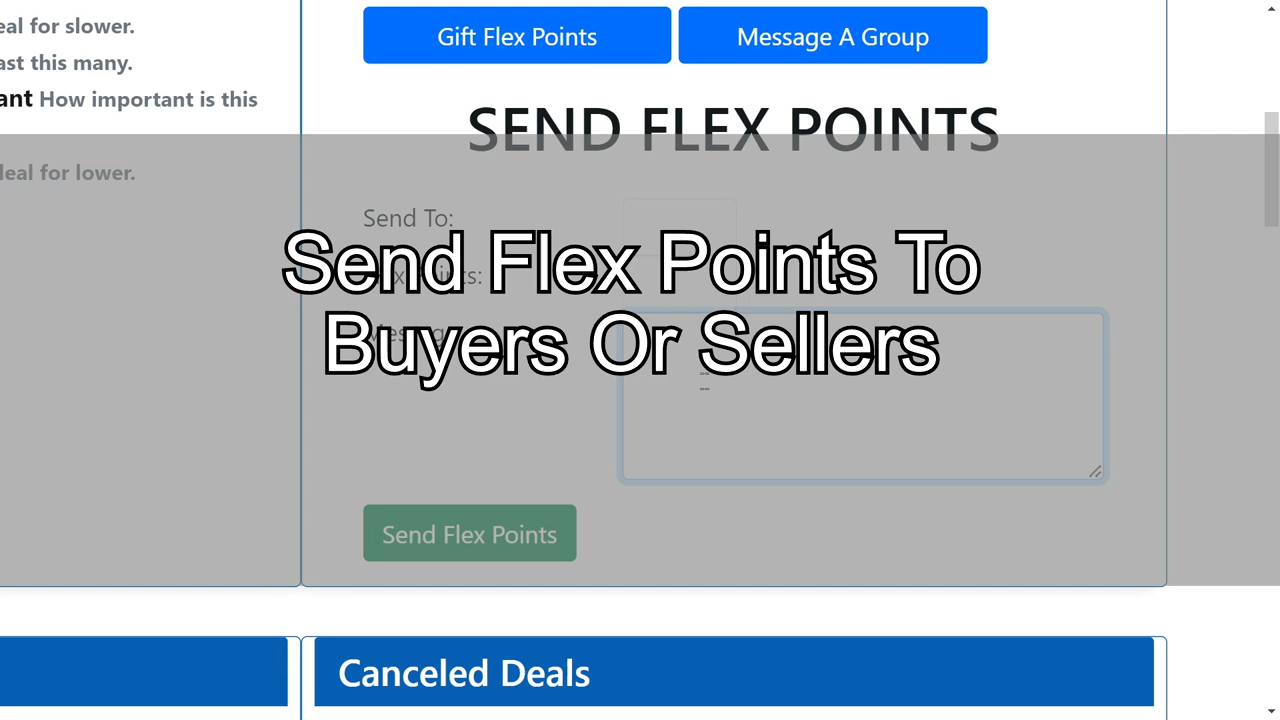 eal for slower.
ast this many.
ant How important is this
deal for lower.
Gift Flex Points
Message A Group
SEND FLEX POINTS
Send To:
Send Flex Points To
Buyers Or Sellers
Send Flex Points
Canceled Deals